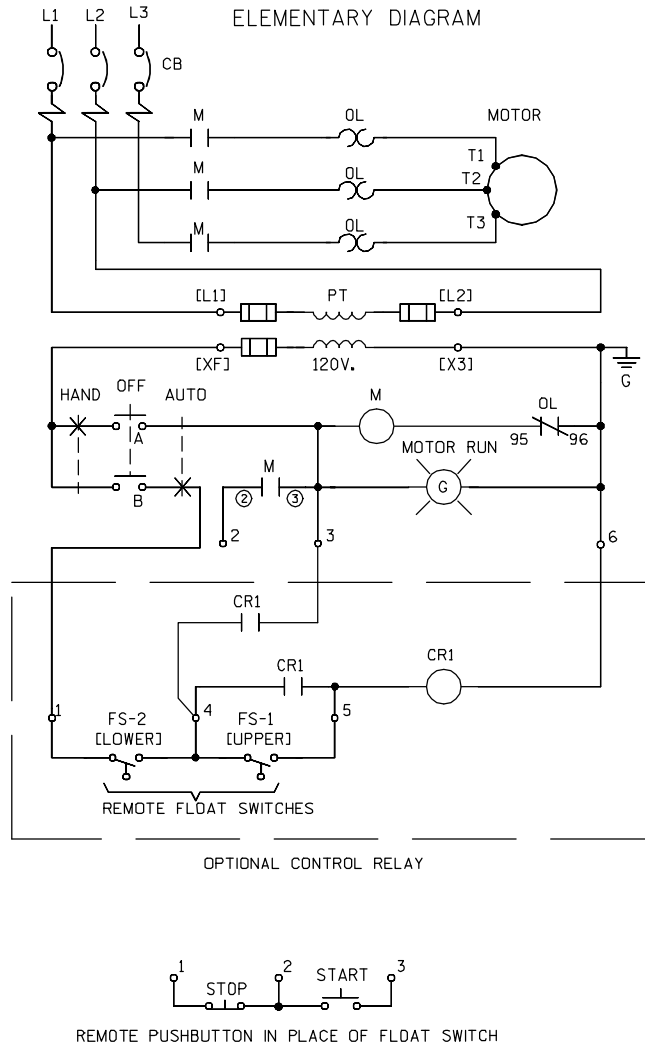 L1 L2 L3 ELEMENTARY DIAGRAM
CB
M OL MOTOR
T1
M OL T2
M OL T3
[L1] PT [L2]
[XF] 120V. [X3]
G
HAND OFF AUTO M OL
A 95 96
MOTOR RUN
M
B ② ③ G
2 3 6
CR1
CR1 CR1
1 FS-2 4 FS-1 5
[LOWER] [UPPER]
REMOTE FLOAT SWITCHES
OPTIONAL CONTROL RELAY
1 2 3
STOP START
REMOTE PUSHBUTTON IN PLACE OF FLOAT SWITCH